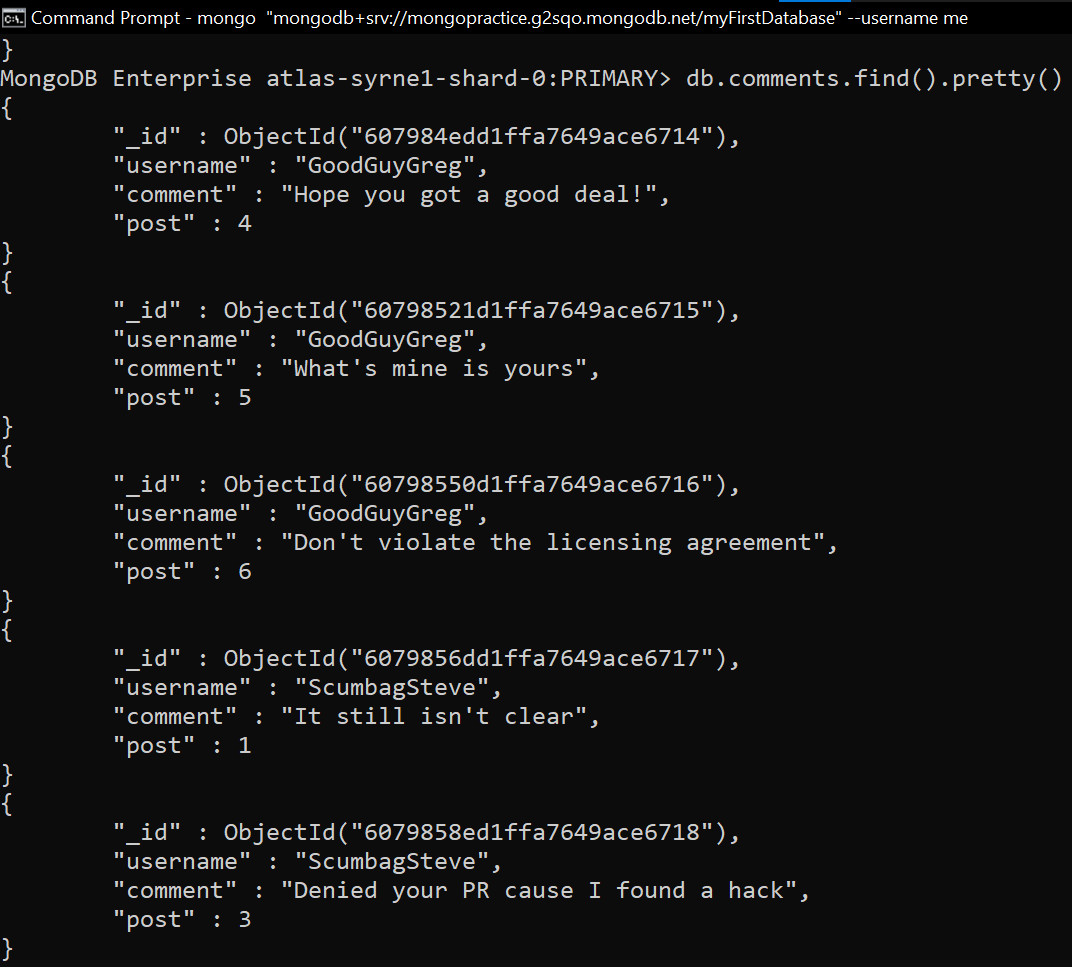 Command Prompt - mongo  "mongodb+srv://mongopractice.g2sqo.mongodb.net/myFirstDatabase" --username me
}
MongoDB Enterprise atlas-syrne1-shard-0:PRIMARY> db.comments.find().pretty()
{
        "_id" : ObjectId("607984edd1ffa7649ace6714"),
        "username" : "GoodGuyGreg",
        "comment" : "Hope you got a good deal!",
        "post" : 4
}
{
        "_id" : ObjectId("60798521d1ffa7649ace6715"),
        "username" : "GoodGuyGreg",
        "comment" : "What's mine is yours",
        "post" : 5
}
{
        "_id" : ObjectId("60798550d1ffa7649ace6716"),
        "username" : "GoodGuyGreg",
        "comment" : "Don't violate the licensing agreement",
        "post" : 6
}
{
        "_id" : ObjectId("6079856dd1ffa7649ace6717"),
        "username" : "ScumbagSteve",
        "comment" : "It still isn't clear",
        "post" : 1
}
{
        "_id" : ObjectId("6079858ed1ffa7649ace6718"),
        "username" : "ScumbagSteve",
        "comment" : "Denied your PR cause I found a hack",
        "post" : 3
}